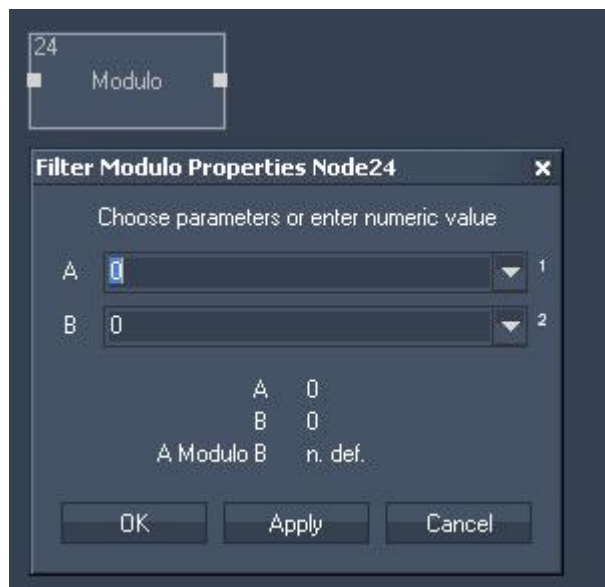 24
Modulo
Filter Modulo Properties Node24
Choose parameters or enter numeric value
A 0 1
B 0 2
A 0
B 0
A Modulo B n. def.
OK Apply Cancel